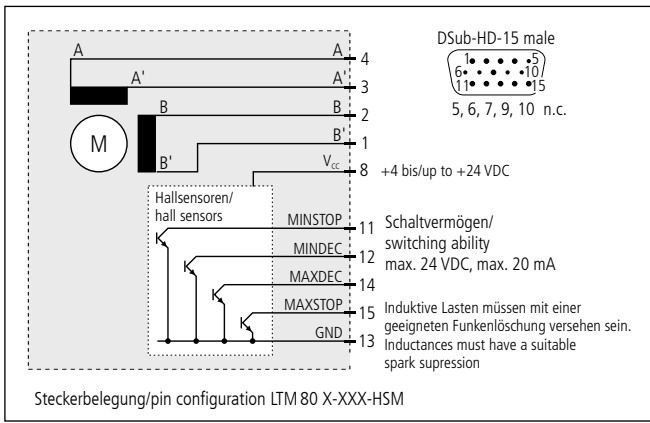 DSub-HD-15 male
1 5
6 10
11 15
5, 6, 7, 9, 10 n.c.
A A 4
A' A' 3
B B 2
M
B' B' 1
Vcc 8 +4 bis/up to +24 VDC
Hallsensoren/
hall sensors
MINSTOP 11 Schaltvermögen/
switching ability
MINDEC 12 max. 24 VDC, max. 20 mA
MAXDEC 14
MAXSTOP 15 Induktive Lasten müssen mit einer
geeigneten Funkenlöschung versehen sein.
GND 13 Inductances must have a suitable
spark supression
Steckerbelegung/pin configuration LTM 80 X-XXX-HSM